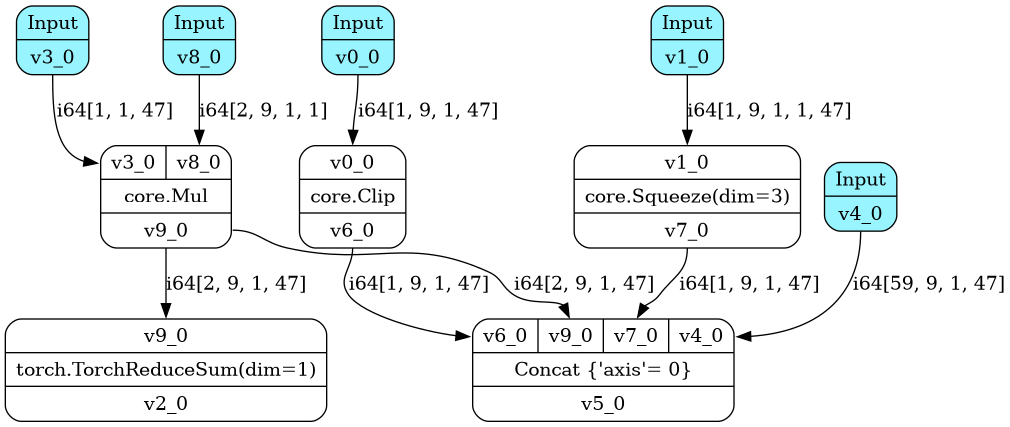 Input
v3_0
Input
v8_0
Input
v0_0
Input
v1_0
i64[1, 1, 47]
i64[2, 9, 1, 1]
i64[1, 9, 1, 47]
i64[1, 9, 1, 1, 47]
v3_0 v8_0
core.Mul
v9_0
v0_0
core.Clip
v6_0
v1_0
core.Squeeze(dim=3)
v7_0
Input
v4_0
i64[2, 9, 1, 47]
i64[1, 9, 1, 47]
i64[2, 9, 1, 47]
i64[1, 9, 1, 47]
i64[59, 9, 1, 47]
v9_0
torch.TorchReduceSum(dim=1)
v2_0
v6_0 v9_0 v7_0 v4_0
Concat {'axis'= 0}
v5_0